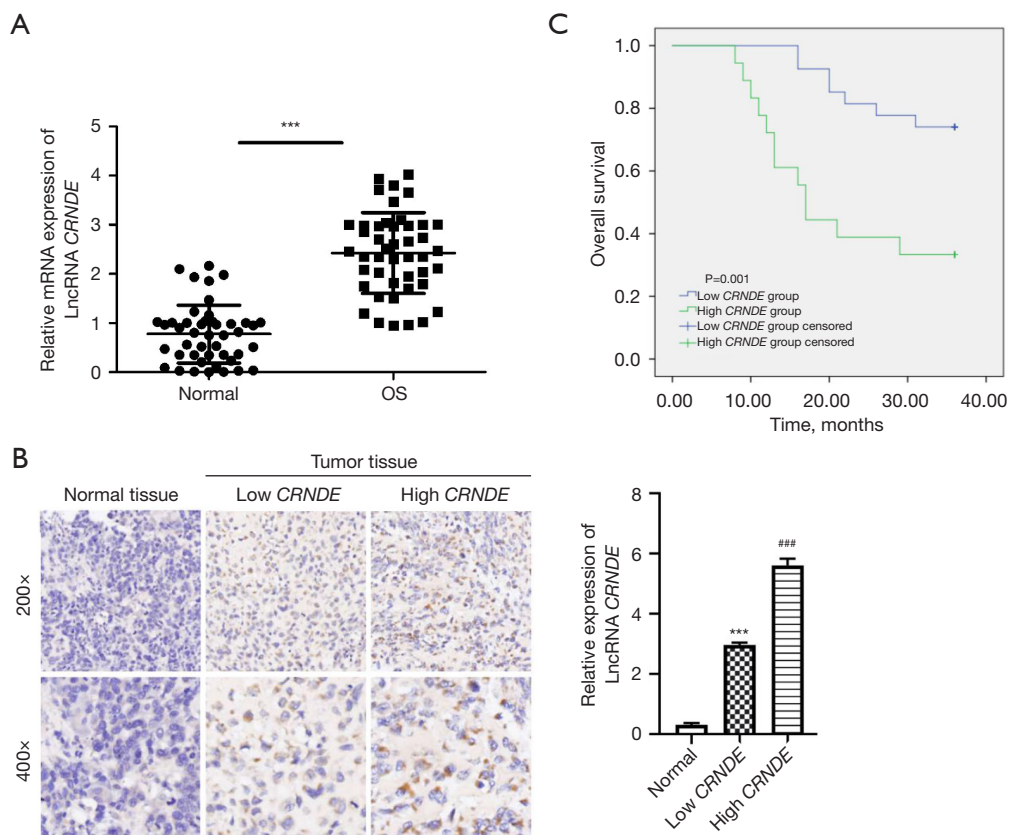 A
Relative mRNA expression of
LncRNA CRNDE
5
4
3
2
1
0
***
Normal
OS
C
Overall survival
1.0
0.8
0.6
0.4
0.2
0.0
P=0.001
Low CRNDE group
High CRNDE group
Low CRNDE group censored
High CRNDE group censored
0.00
10.00
20.00
30.00
40.00
Time, months
B
Tumor tissue
Normal tissue
Low CRNDE
High CRNDE
200×
400×
Relative expression of
LncRNA CRNDE
8
6
4
2
0
***
###
Normal
Low CRNDE
High CRNDE